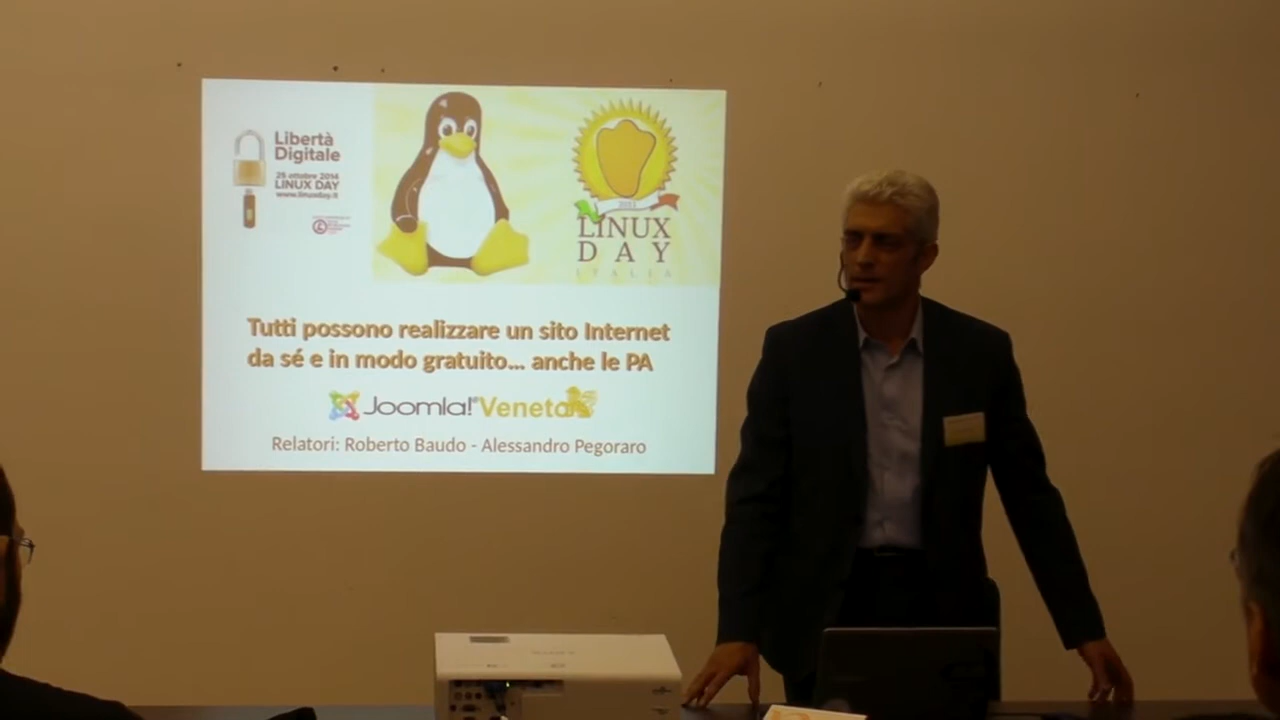 Libertà
Digitale
25 ottobre 2014
LINUX DAY
www.linuxday.it
LINUX
DAY
ITALIA
Tutti possono realizzare un sito Internet
da sé e in modo gratuito... anche le PA
Joomla!® Veneto
Relatori: Roberto Baudo - Alessandro Pegoraro